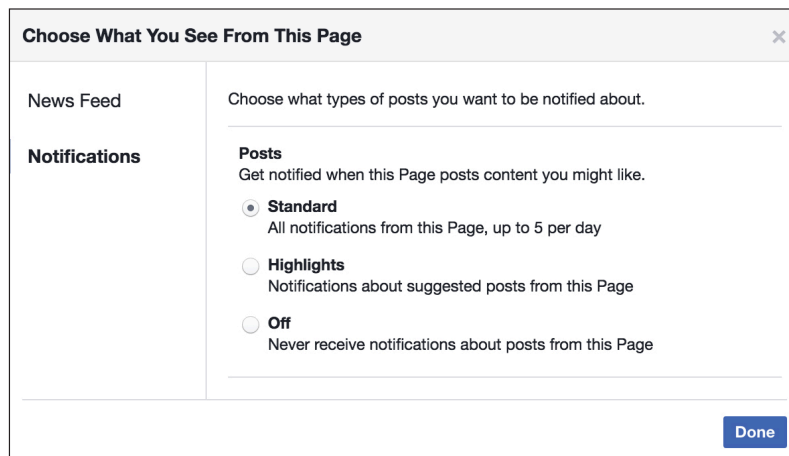 Choose What You See From This Page
×
News Feed
Notifications
Choose what types of posts you want to be notified about.
Posts
Get notified when this Page posts content you might like.
Standard
All notifications from this Page, up to 5 per day
Highlights
Notifications about suggested posts from this Page
Off
Never receive notifications about posts from this Page
Done